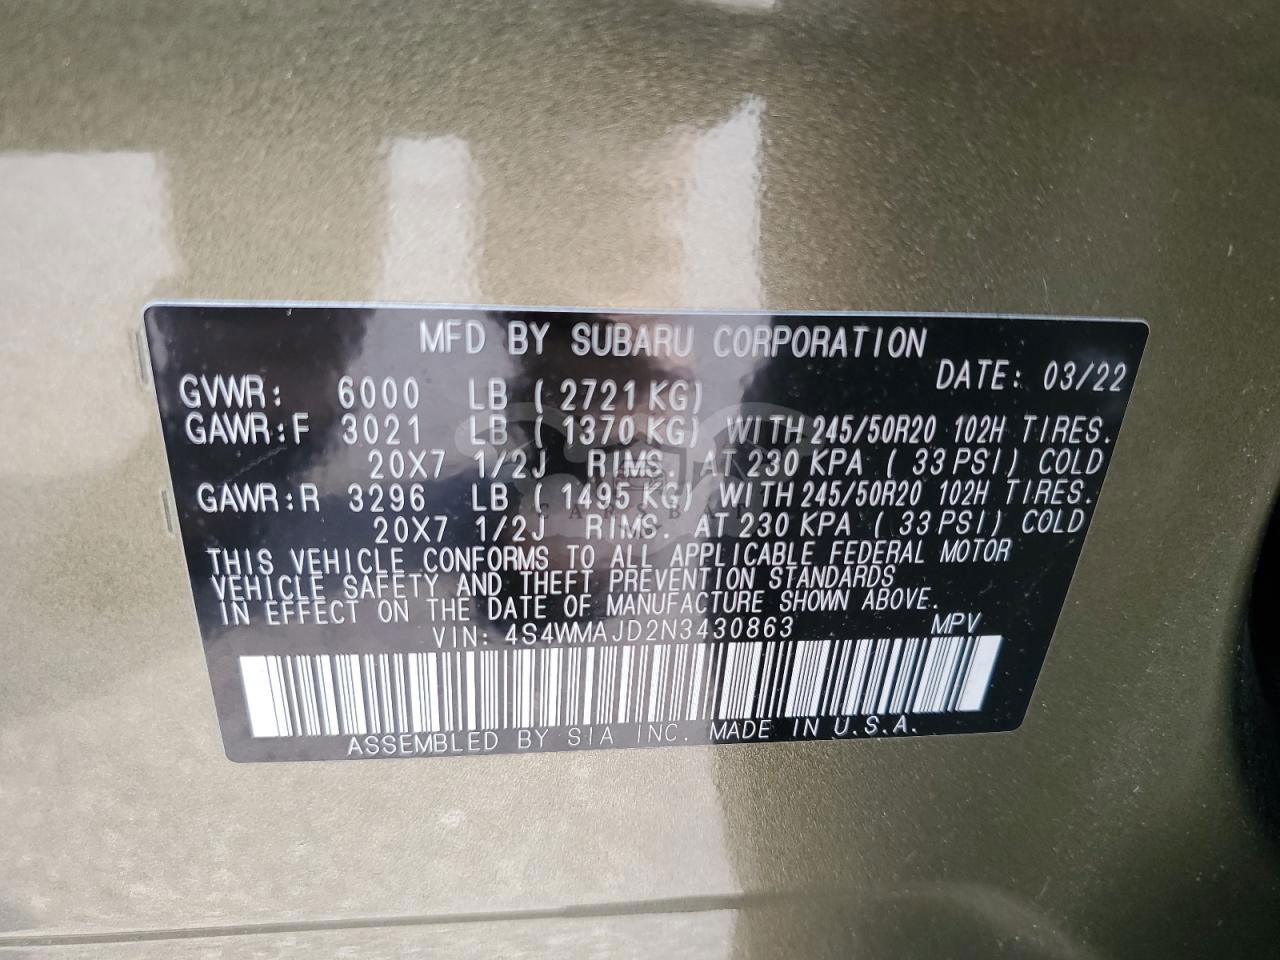 MFD BY SUBARU CORPORATION
DATE: 03/22
GVWR: 6000 LB ( 2721 KG)
GAWR:F 3021 LB ( 1370 KG) WITH 245/50R20 102H TIRES.
20X7 1/2J RIMS. AT 230 KPA ( 33 PSI) COLD
GAWR:R 3296 LB ( 1495 KG) WITH 245/50R20 102H TIRES.
20X7 1/2J RIMS. AT 230 KPA ( 33 PSI) COLD
THIS VEHICLE CONFORMS TO ALL APPLICABLE FEDERAL MOTOR
VEHICLE SAFETY AND THEFT PREVENTION STANDARDS
IN EFFECT ON THE DATE OF MANUFACTURE SHOWN ABOVE.
VIN: 4S4WMAJD2N3430863 MPV
ASSEMBLED BY SIA INC. MADE IN U.S.A.